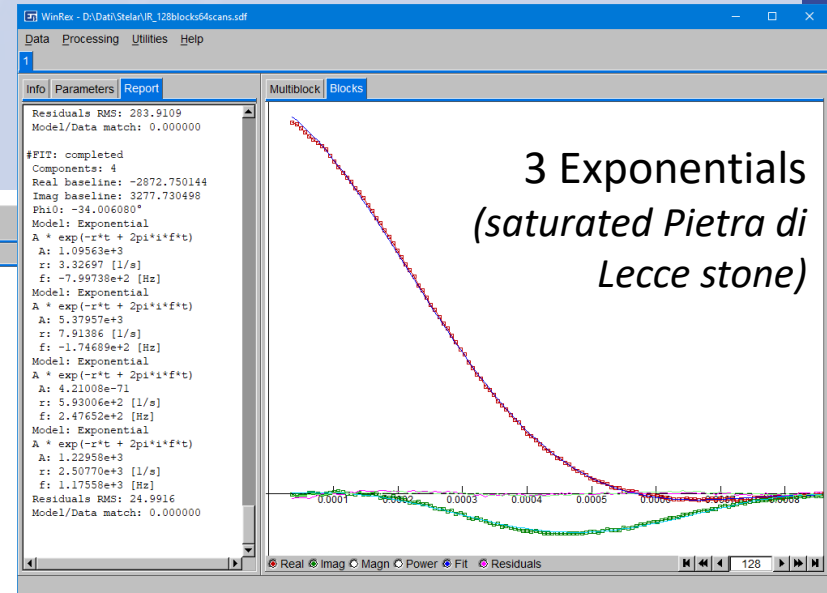 WinRex - D:\Dati\Stelar\IR_128blocks64scans.sdf
Data Processing Utilities Help
1
Info Parameters Report
Residuals RMS: 283.9109
Model/Data match: 0.000000
#FIT: completed
Components: 4
Real baseline: -2872.750144
Imag baseline: 3277.730498
Phi0: -34.006080°
Model: Exponential
A * exp(-r*t + 2pi*i*f*t)
A: 1.09563e+3
r: 3.32697 [1/s]
f: -7.99738e+2 [Hz]
Model: Exponential
A * exp(-r*t + 2pi*i*f*t)
A: 5.37957e+3
r: 7.91386 [1/s]
f: -1.74689e+2 [Hz]
Model: Exponential
A * exp(-r*t + 2pi*i*f*t)
A: 4.21008e-71
r: 5.93006e+2 [1/s]
f: 2.47652e+2 [Hz]
Model: Exponential
A * exp(-r*t + 2pi*i*f*t)
A: 1.22958e+3
r: 2.50770e+3 [1/s]
f: 1.17558e+3 [Hz]
Residuals RMS: 24.9916
Model/Data match: 0.000000
Multiblock Blocks
3 Exponentials
(saturated Pietra di
Lecce stone)
0.0001 0.0002 0.0003 0.0004 0.0005 0.0006 0.0008
Real Imag Magn Power Fit Residuals 128